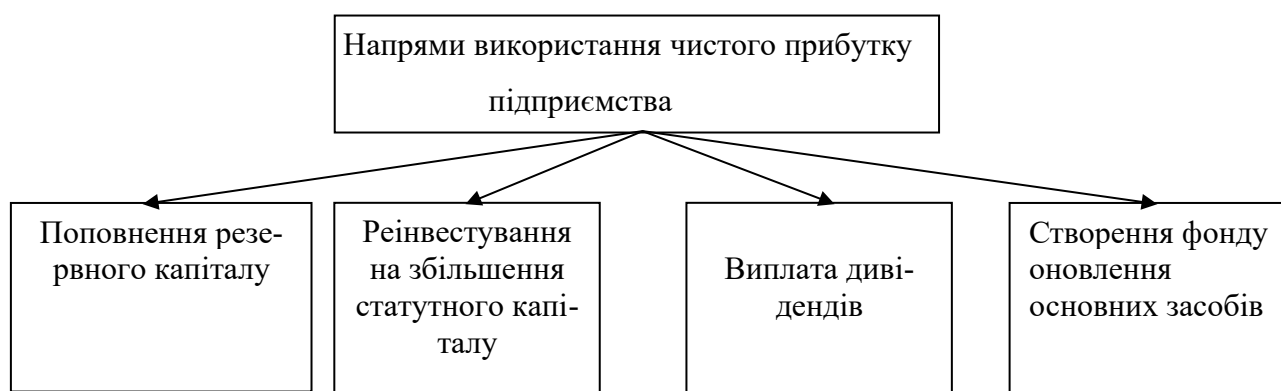 Напрями використання чистого прибутку
підприємства
Поповнення резе-
рвного капіталу
Реінвестування
на збільшення
статутного капі-
талу
Виплата диві-
дендів
Створення фонду
оновлення
основних засобів